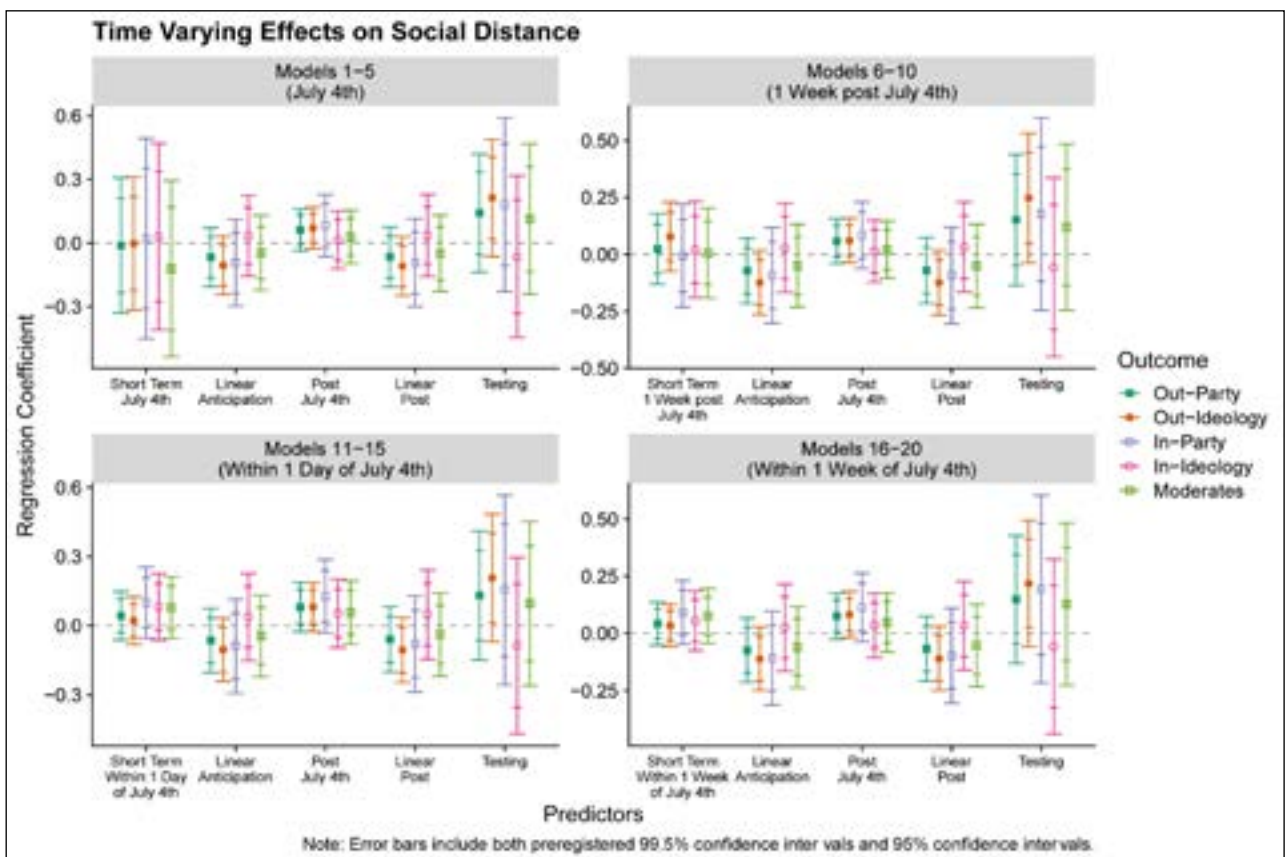 Time Varying Effects on Social Distance
Models 1−5
(July 4th)
Models 6−10
(1 Week post July 4th)
0.6
0.3
0.0
−0.3
0.50
0.25
0.00
−0.25
−0.50
Short Term
July 4th
Linear
Anticipation
Post
July 4th
Linear
Post
Testing
Short Term
1 Week post
July 4th
Linear
Anticipation
Post
July 4th
Linear
Post
Testing
Regression Coefficient
Models 11−15
(Within 1 Day of July 4th)
Models 16−20
(Within 1 Week of July 4th)
0.6
0.3
0.0
−0.3
0.50
0.25
0.00
−0.25
Short Term
Within 1 Day
of July 4th
Linear
Anticipation
Post
July 4th
Linear
Post
Testing
Short Term
Within 1 Week
of July 4th
Linear
Anticipation
Post
July 4th
Linear
Post
Testing
Predictors
Outcome
Out−Party
Out−Ideology
In−Party
In−Ideology
Moderates
Note: Error bars include both preregistered 99.5% confidence inter vals and 95% confidence intervals.